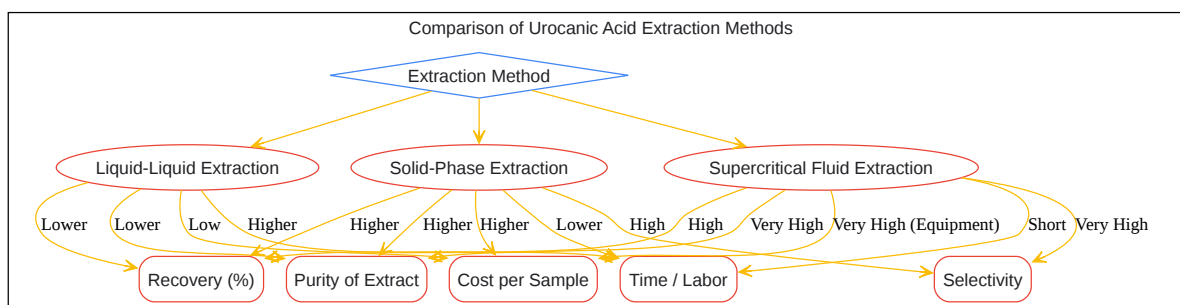 Comparison of Urocanic Acid Extraction Methods
Extraction Method
Liquid-Liquid Extraction
Solid-Phase Extraction
Supercritical Fluid Extraction
Lower
Lower
Low
Higher
Higher
Higher
Higher
Lower
High
High
Very High
Very High (Equipment)
Short
Very High
Recovery (%)
Purity of Extract
Cost per Sample
Time / Labor
Selectivity